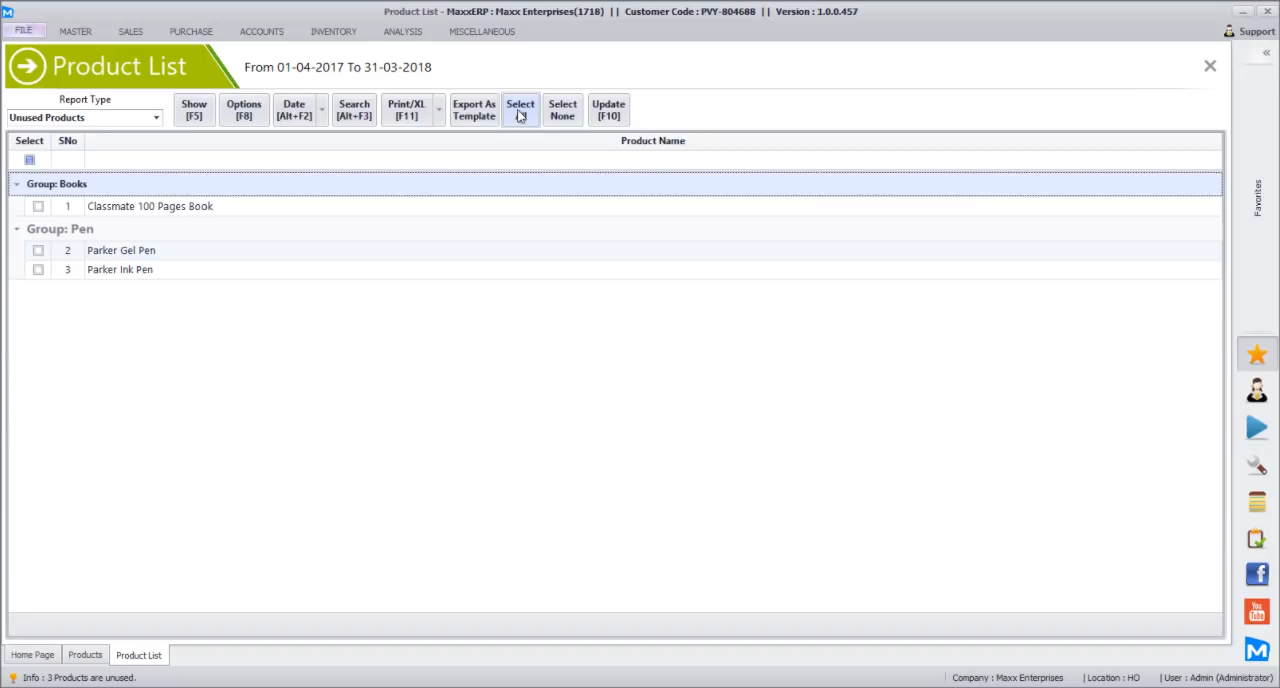 Product List - MaxxERP : Maxx Enterprises(1718) || Customer Code : PVY-804688 || Version : 1.0.0.457
FILE MASTER SALES PURCHASE ACCOUNTS INVENTORY ANALYSIS MISCELLANEOUS Support
Product List From 01-04-2017 To 31-03-2018
Report Type
Unused Products
Show [F5]
Options [F8]
Date [Alt+F2]
Search [Alt+F3]
Print/XL [F11]
Export As Template
Select
Select None
Update [F10]
Select SNo Product Name
Group: Books
1 Classmate 100 Pages Book
Group: Pen
2 Parker Gel Pen
3 Parker Ink Pen
Favorites
You Tube
Home Page Products Product List
Info : 3 Products are unused. Company : Maxx Enterprises | Location : HO | User : Admin (Administrator)